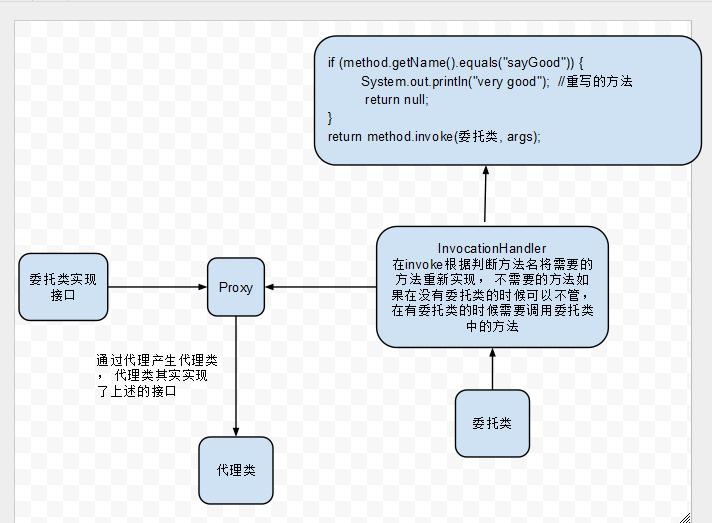 if (method.getName().equals("sayGood")) {
System.out.println("very good"); //重写的方法
return null;
}
return method.invoke(委托类, args);
InvocationHandler
在invoke根据判断方法名将需要的
方法重新实现， 不需要的方法如
果在没有委托类的时候可以不管，
在有委托类的时候需要调用委托类
中的方法
委托类实现
接口
Proxy
通过代理产生代理类
， 代理类其实实现
了上述的接口
委托类
代理类